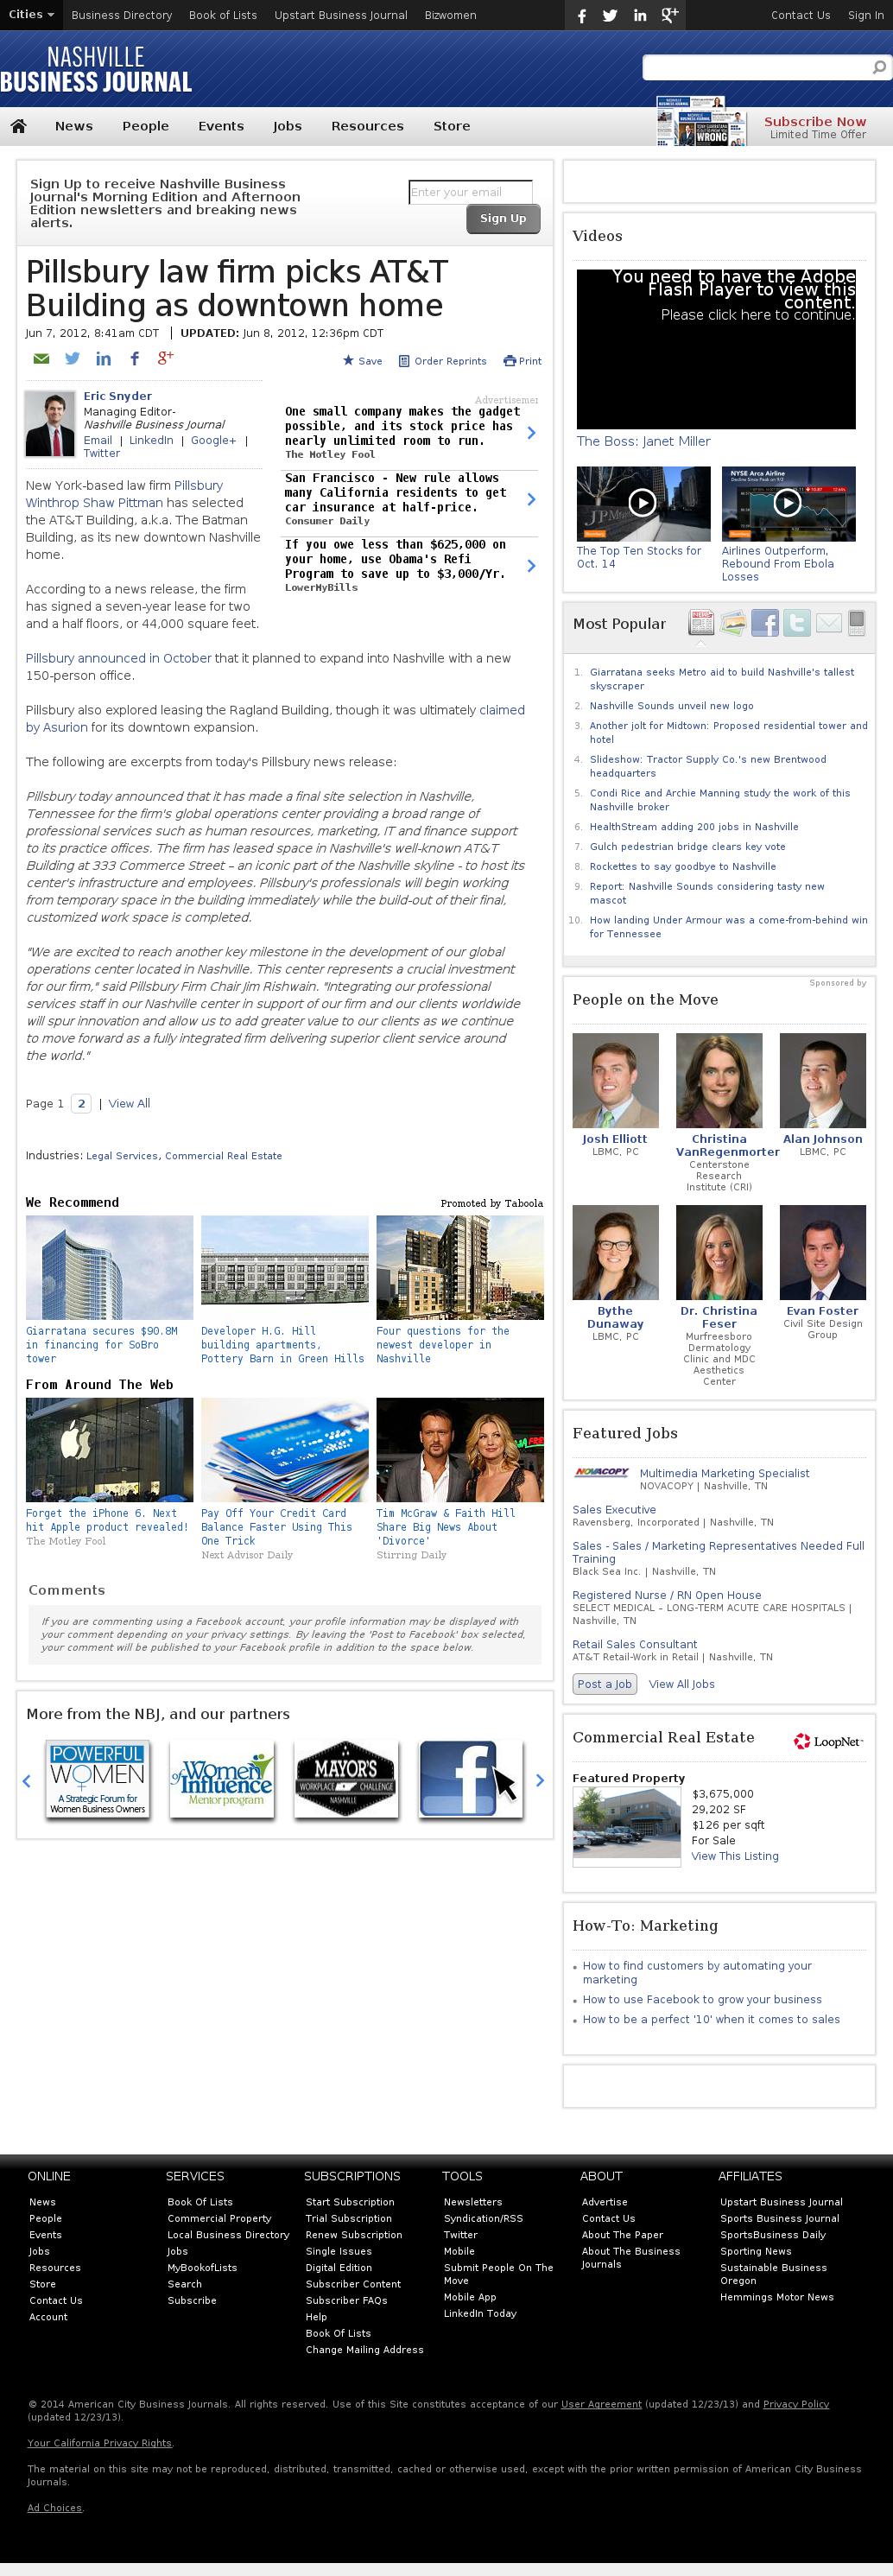 Cities Business Directory Book of Lists Upstart Business Journal Bizwomen Contact Us Sign In
NASHVILLE
BUSINESS JOURNAL
News People Events Jobs Resources Store
Subscribe Now
Limited Time Offer
Sign Up to receive Nashville Business
Journal's Morning Edition and Afternoon
Edition newsletters and breaking news
alerts.
Enter your email
Sign Up
Pillsbury law firm picks AT&T
Building as downtown home
Jun 7, 2012, 8:41am CDT | UPDATED: Jun 8, 2012, 12:36pm CDT
Save Order Reprints Print
Eric Snyder
Managing Editor-
Nashville Business Journal
Email | LinkedIn | Google+ |
Twitter
New York-based law firm Pillsbury
Winthrop Shaw Pittman has selected
the AT&T Building, a.k.a. The Batman
Building, as its new downtown Nashville
home.
According to a news release, the firm
has signed a seven-year lease for two
and a half floors, or 44,000 square feet.
Advertisemen
One small company makes the gadget
possible, and its stock price has
nearly unlimited room to run.
The Motley Fool
San Francisco - New rule allows
many California residents to get
car insurance at half-price.
Consumer Daily
If you owe less than $625,000 on
your home, use Obama's Refi
Program to save up to $3,000/Yr.
LowerMyBills
Pillsbury announced in October that it planned to expand into Nashville with a new
150-person office.
Pillsbury also explored leasing the Ragland Building, though it was ultimately claimed
by Asurion for its downtown expansion.
The following are excerpts from today's Pillsbury news release:
Pillsbury today announced that it has made a final site selection in Nashville,
Tennessee for the firm's global operations center providing a broad range of
professional services such as human resources, marketing, IT and finance support
to its practice offices. The firm has leased space in Nashville's well-known AT&T
Building at 333 Commerce Street – an iconic part of the Nashville skyline - to host its
center's infrastructure and employees. Pillsbury's professionals will begin working
from temporary space in the building immediately while the build-out of their final,
customized work space is completed.
"We are excited to reach another key milestone in the development of our global
operations center located in Nashville. This center represents a crucial investment
for our firm," said Pillsbury Firm Chair Jim Rishwain. "Integrating our professional
services staff in our Nashville center in support of our firm and our clients worldwide
will spur innovation and allow us to add greater value to our clients as we continue
to move forward as a fully integrated firm delivering superior client service around
the world."
Page 1 2 | View All
Industries: Legal Services, Commercial Real Estate
We Recommend Promoted by Taboola
Giarratana secures $90.8M
in financing for SoBro
tower
Developer H.G. Hill
building apartments,
Pottery Barn in Green Hills
Four questions for the
newest developer in
Nashville
From Around The Web
Forget the iPhone 6. Next
hit Apple product revealed!
The Motley Fool
Pay Off Your Credit Card
Balance Faster Using This
One Trick
Next Advisor Daily
Tim McGraw & Faith Hill
Share Big News About
'Divorce'
Stirring Daily
Comments
If you are commenting using a Facebook account, your profile information may be displayed with
your comment depending on your privacy settings. By leaving the 'Post to Facebook' box selected,
your comment will be published to your Facebook profile in addition to the space below.
More from the NBJ, and our partners
POWERFUL
WOMEN
A Strategic Forum for
Women Business Owners
Women
of Influence
Mentor program
MAYOR'S
WORKPLACE CHALLENGE
NASHVILLE
Videos
You need to have the Adobe
Flash Player to view this
content.
Please click here to continue.
The Boss: Janet Miller
The Top Ten Stocks for
Oct. 14
NYSE Arca Airline
Airlines Outperform,
Rebound From Ebola
Losses
Most Popular
1. Giarratana seeks Metro aid to build Nashville's tallest
skyscraper
2. Nashville Sounds unveil new logo
3. Another jolt for Midtown: Proposed residential tower and
hotel
4. Slideshow: Tractor Supply Co.'s new Brentwood
headquarters
5. Condi Rice and Archie Manning study the work of this
Nashville broker
6. HealthStream adding 200 jobs in Nashville
7. Gulch pedestrian bridge clears key vote
8. Rockettes to say goodbye to Nashville
9. Report: Nashville Sounds considering tasty new
mascot
10. How landing Under Armour was a come-from-behind win
for Tennessee
Sponsored by
People on the Move
Josh Elliott
LBMC, PC
Christina
VanRegenmorter
Centerstone
Research
Institute (CRI)
Alan Johnson
LBMC, PC
Bythe
Dunaway
LBMC, PC
Dr. Christina
Feser
Murfreesboro
Dermatology
Clinic and MDC
Aesthetics
Center
Evan Foster
Civil Site Design
Group
Featured Jobs
NOVACOPY
Multimedia Marketing Specialist
NOVACOPY | Nashville, TN
Sales Executive
Ravensberg, Incorporated | Nashville, TN
Sales - Sales / Marketing Representatives Needed Full
Training
Black Sea Inc. | Nashville, TN
Registered Nurse / RN Open House
SELECT MEDICAL – LONG-TERM ACUTE CARE HOSPITALS |
Nashville, TN
Retail Sales Consultant
AT&T Retail-Work in Retail | Nashville, TN
Post a Job View All Jobs
Commercial Real Estate LoopNet
Featured Property
$3,675,000
29,202 SF
$126 per sqft
For Sale
View This Listing
How-To: Marketing
How to find customers by automating your
marketing
How to use Facebook to grow your business
How to be a perfect '10' when it comes to sales
ONLINE
News
People
Events
Jobs
Resources
Store
Contact Us
Account
SERVICES
Book Of Lists
Commercial Property
Local Business Directory
Jobs
MyBookofLists
Search
Subscribe
SUBSCRIPTIONS
Start Subscription
Trial Subscription
Renew Subscription
Single Issues
Digital Edition
Subscriber Content
Subscriber FAQs
Help
Book Of Lists
Change Mailing Address
TOOLS
Newsletters
Syndication/RSS
Twitter
Mobile
Submit People On The
Move
Mobile App
LinkedIn Today
ABOUT
Advertise
Contact Us
About The Paper
About The Business
Journals
AFFILIATES
Upstart Business Journal
Sports Business Journal
SportsBusiness Daily
Sporting News
Sustainable Business
Oregon
Hemmings Motor News
© 2014 American City Business Journals. All rights reserved. Use of this Site constitutes acceptance of our User Agreement (updated 12/23/13) and Privacy Policy
(updated 12/23/13).
Your California Privacy Rights.
The material on this site may not be reproduced, distributed, transmitted, cached or otherwise used, except with the prior written permission of American City Business
Journals.
Ad Choices.